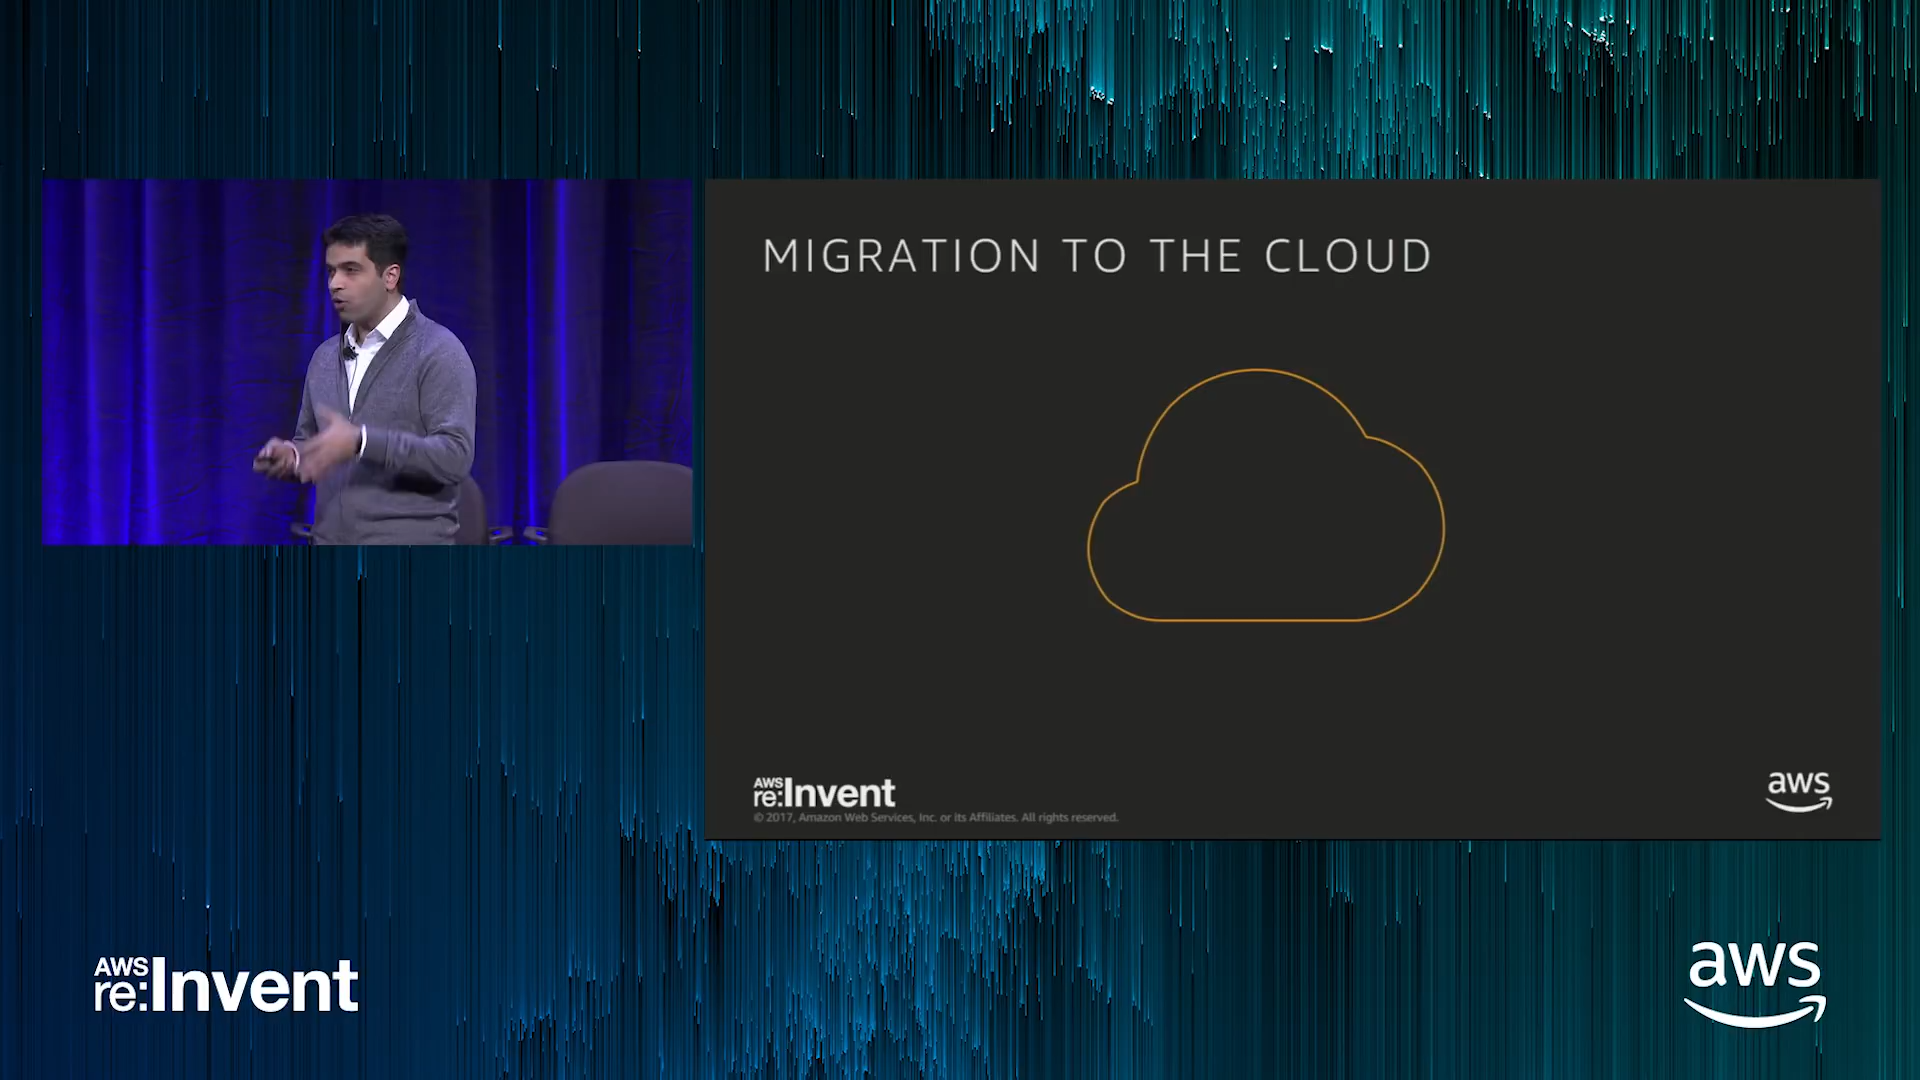 MIGRATION TO THE CLOUD
AWS
re:Invent
© 2017, Amazon Web Services, Inc. or its Affiliates. All rights reserved.
aws
AWS
re:Invent
aws